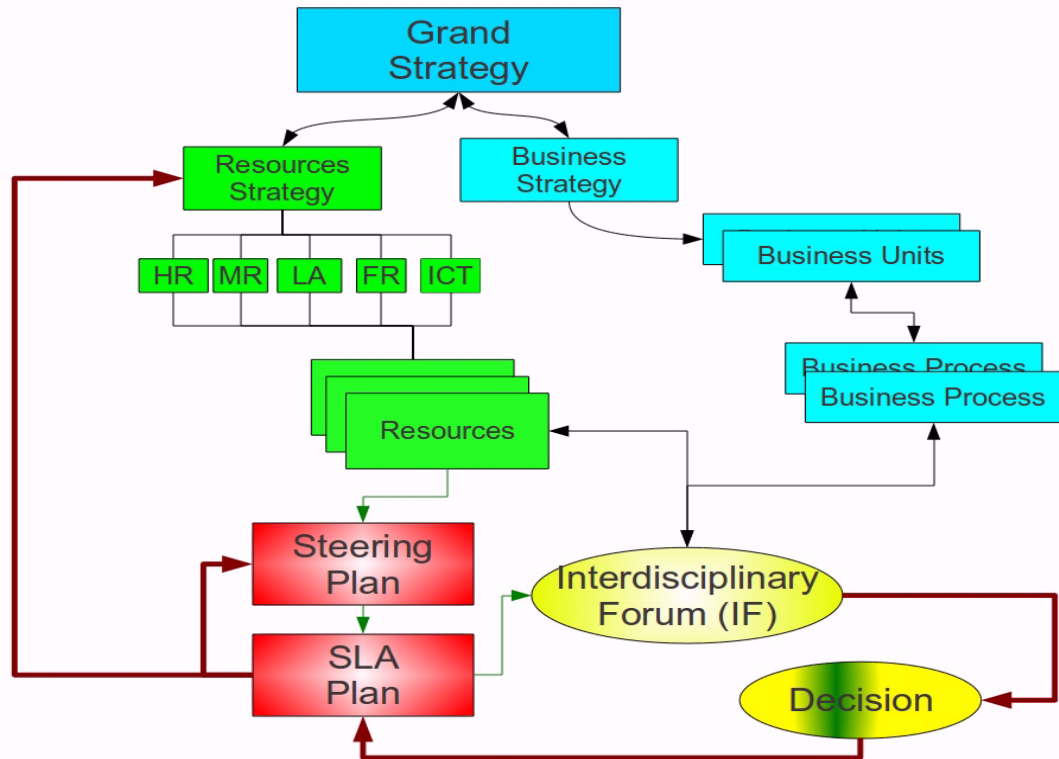 Grand
Strategy
Resources
Strategy
Business
Strategy
Business Units
HR MR LA FR ICT
Business Process
Business Process
Resources
Steering
Plan
Interdisciplinary
Forum (IF)
SLA
Plan
Decision